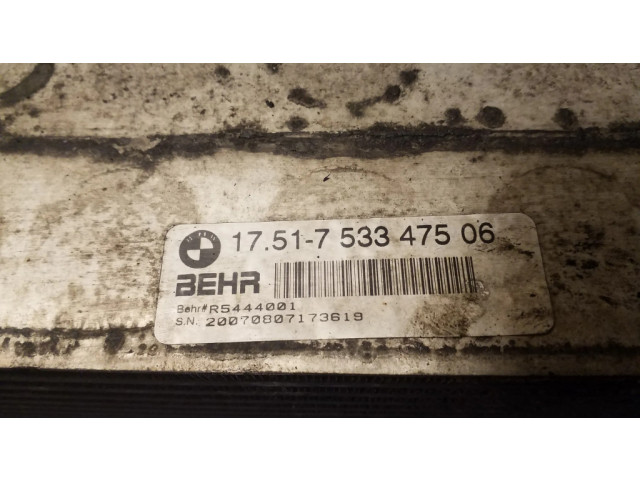 17.51-7 533 475 06
BEHR
Behr# R5444001
S.N. 20070807173619